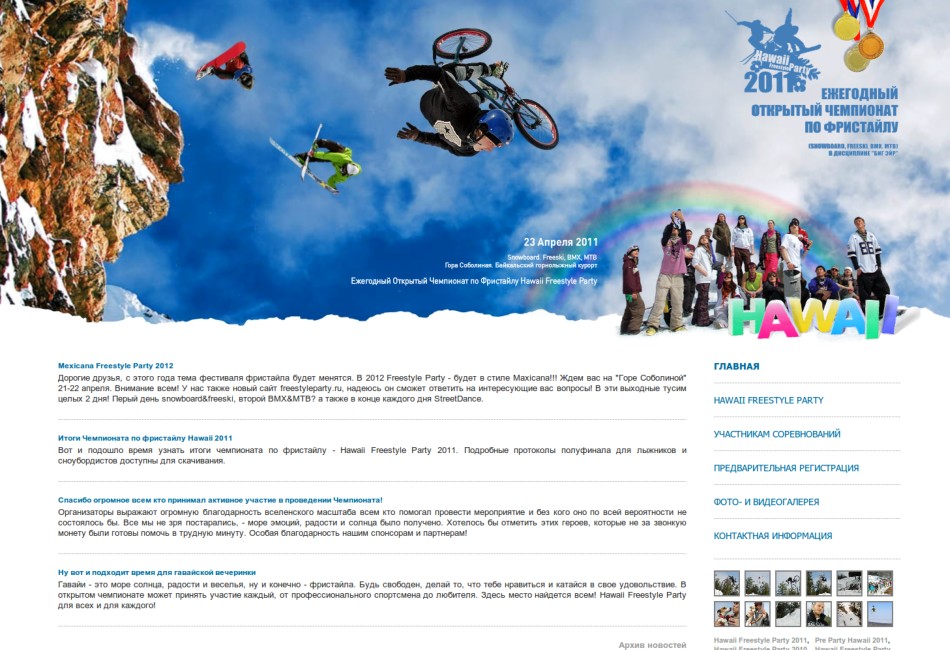 Hawaii
freestyle Party
2011
ЕЖЕГОДНЫЙ
ОТКРЫТЫЙ ЧЕМПИОНАТ
ПО ФРИСТАЙЛУ
(SNOWBOARD, FREESKI, BMX, MTB)
В ДИСЦИПЛИНЕ "БИГ ЭЙР"
23 Апреля 2011
Snowboard, Freeski, BMX, MTB
Гора Соболиная. Байкальский горнолыжный курорт
Ежегодный Открытый Чемпионат по Фристайлу Hawaii Freestyle Party
HAWAII
Mexicana Freestyle Party 2012
Дорогие друзья, с этого года тема фестиваля фристайла будет менятся. В 2012 Freestyle Party - будет в стиле Maxicana!!! Ждем вас на "Горе Соболиной"
21-22 апреля. Внимание всем! У нас также новый сайт freestyleparty.ru, надеюсь он сможет ответить на интересующие вас вопросы! В эти выходные тусим
целых 2 дня! Перый день snowboard&freeski, второй BMX&MTB? а также в конце каждого дня StreetDance.
Итоги Чемпионата по фристайлу Hawaii 2011
Вот и подошло время узнать итоги чемпионата по фристайлу - Hawaii Freestyle Party 2011. Подробные протоколы полуфинала для лыжников и
сноубордистов доступны для скачивания.
Спасибо огромное всем кто принимал активное участие в проведении Чемпионата!
Организаторы выражают огромную благодарность вселенского масштаба всем кто помогал провести мероприятие и без кого оно по всей вероятности не
состоялось бы. Все мы не зря постарались, - море эмоций, радости и солнца было получено. Хотелось бы отметить этих героев, которые не за звонкую
монету были готовы помочь в трудную минуту. Особая благодарность нашим спонсорам и партнерам!
Ну вот и подходит время для гавайской вечеринки
Гавайи - это море солнца, радости и веселья, ну и конечно - фристайла. Будь свободен, делай то, что тебе нравиться и катайся в свое удовольствие. В
открытом чемпионате может принять участие каждый, от профессионального спортсмена до любителя. Здесь место найдется всем! Hawaii Freestyle Party
для всех и для каждого!
Архив новостей
ГЛАВНАЯ
HAWAII FREESTYLE PARTY
УЧАСТНИКАМ СОРЕВНОВАНИЙ
ПРЕДВАРИТЕЛЬНАЯ РЕГИСТРАЦИЯ
ФОТО- И ВИДЕОГАЛЕРЕЯ
КОНТАКТНАЯ ИНФОРМАЦИЯ
Hawaii Freestyle Party 2011, Pre Party Hawaii 2011,
Hawaii Freestyle Party 2010, Hawaii Freestyle Party